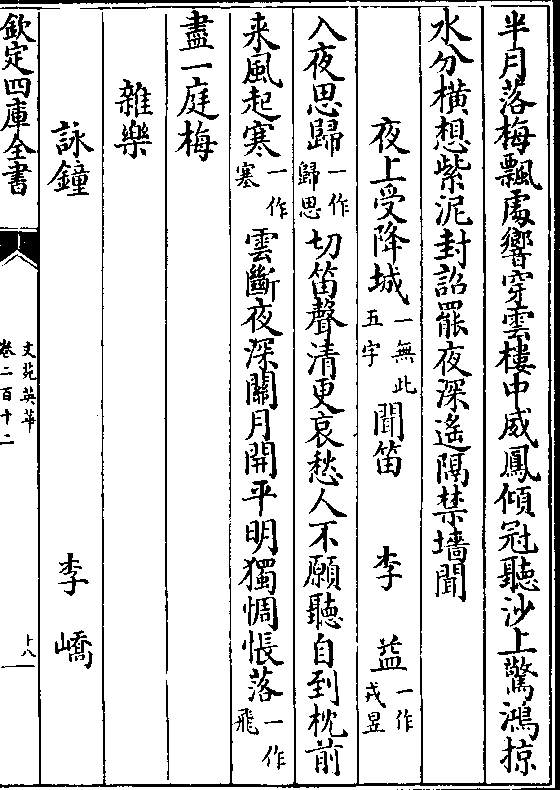 半月落梅飄處響穿雲樓中威鳳傾冠聽沙上驚鴻掠
水分橫想紫泥封詔罷夜深遙隔禁墻聞
夜上受降城一無此五字聞笛 李益一作戎昱
入夜思歸一作歸思切笛聲清更哀愁人不願聽自到枕前
来風起寒一作塞雲斷夜深關月開平明獨惆悵落一作飛
盡一庭梅
雜樂
詠鐘 李嶠
欽定四庫全書
文苑英華
卷二百十二
十八